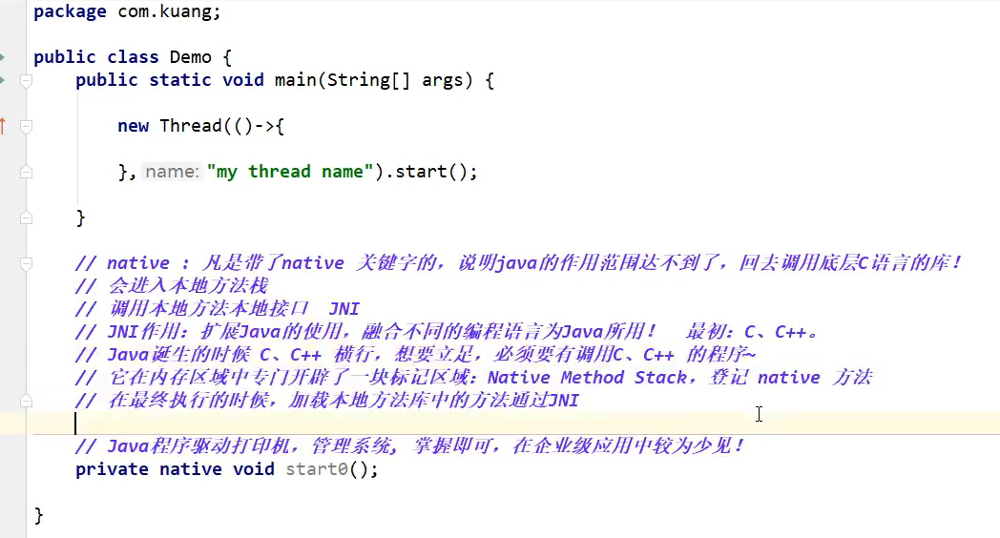 package com.kuang;
public class Demo {
public static void main(String[] args) {
new Thread(()->{
}, name: "my thread name").start();
}
// native : 凡是带了native 关键字的，说明java的作用范围达不到了，回去调用底层C语言的库！
// 会进入本地方法栈
// 调用本地方法本地接口  JNI
// JNI作用：扩展Java的使用，融合不同的编程语言为Java所用！  最初：C、C++。
// Java诞生的时候 C、C++ 横行，想要立足，必须要有调用C、C++ 的程序~
// 它在内存区域中专门开辟了一块标记区域：Native Method Stack，登记 native 方法
// 在最终执行的时候，加载本地方法库中的方法通过JNI
// Java程序驱动打印机，管理系统, 掌握即可，在企业级应用中较为少见！
private native void start0();
}